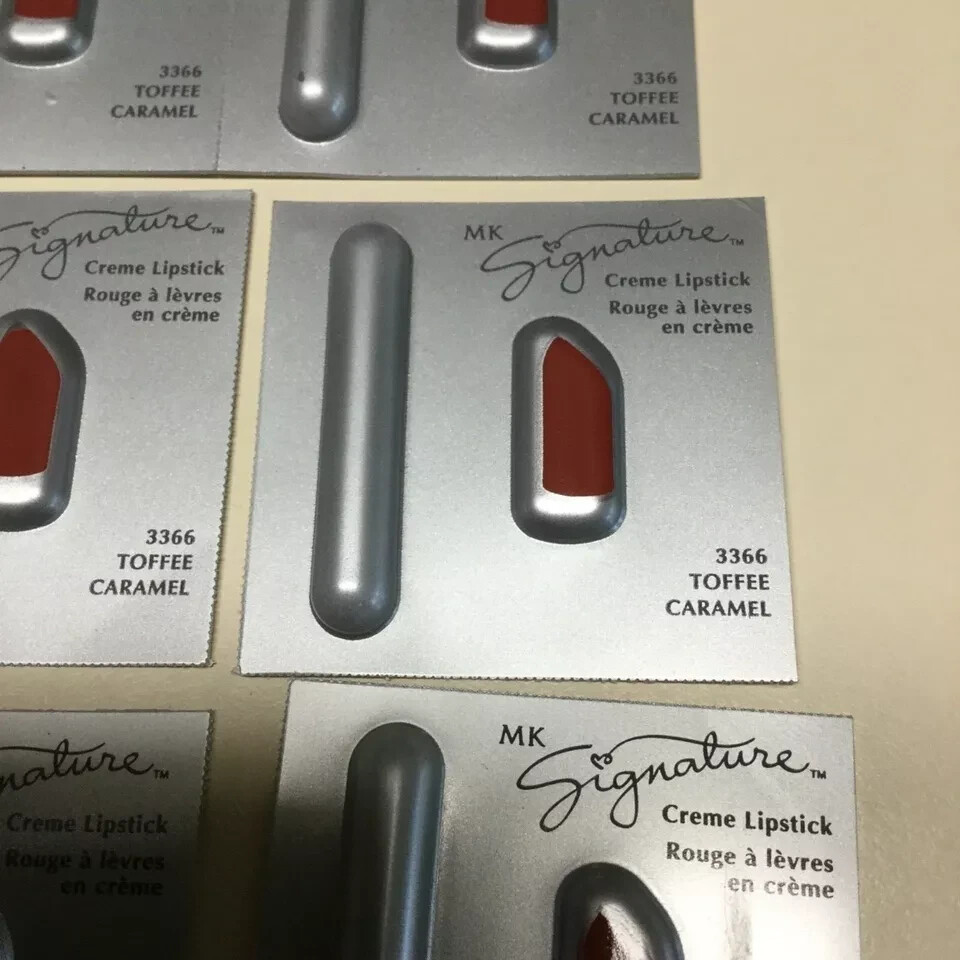 3366
TOFFEE
CARAMEL
3366
TOFFEE
CARAMEL
Signature™
Creme Lipstick
Rouge à lèvres
en crème
3366
TOFFEE
CARAMEL
MK
Signature™
Creme Lipstick
Rouge à lèvres
en crème
3366
TOFFEE
CARAMEL
nature™
Creme Lipstick
Rouge à lèvres
en crème
MK
Signature™
Creme Lipstick
Rouge à lèvres
en crème